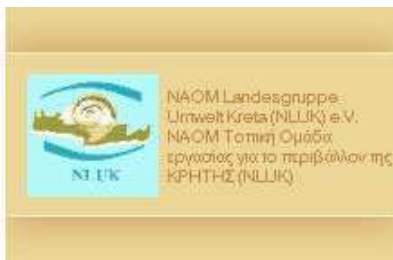 NAOM Landesgruppe
Umwelt Kreta (NLUK) e.V.
NAOM Τοπική Ομάδα
εργασίας για το περιβάλλον της
ΚΡΗΤΗΣ (NLUK)
NLUK